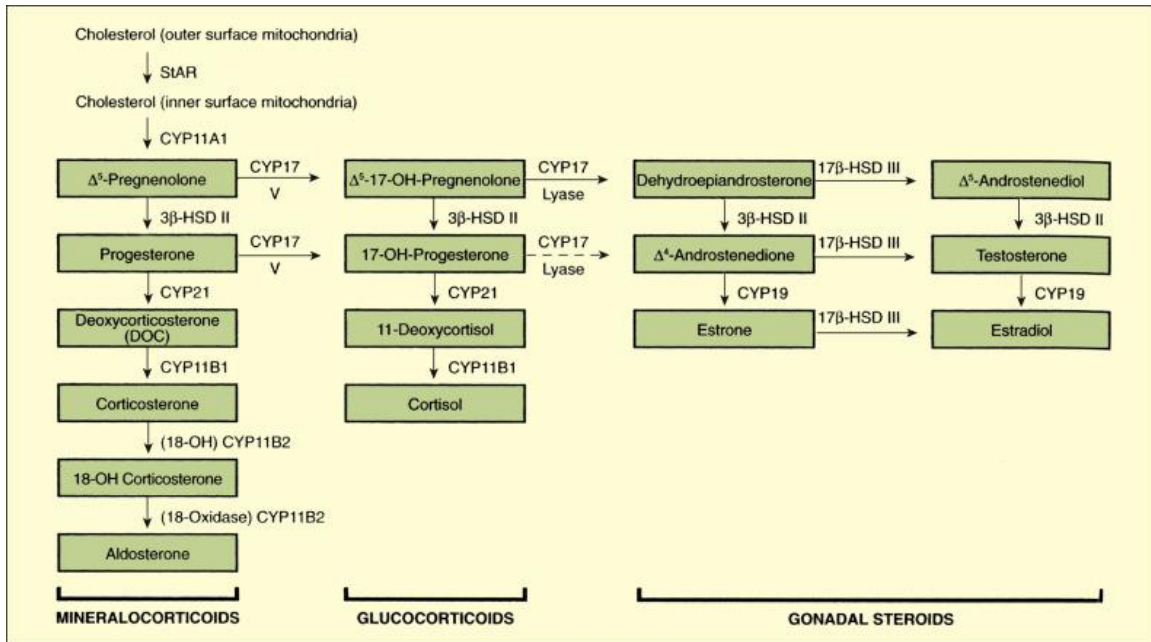 Cholesterol (outer surface mitochondria)
StAR
Cholesterol (inner surface mitochondria)
CYP11A1
Δ⁵-Pregnenolone
CYP17
V
Δ⁵-17-OH-Pregnenolone
CYP17
Lyase
Dehydroepiandrosterone
17β-HSD III
Δ⁵-Androstenediol
3β-HSD II
3β-HSD II
3β-HSD II
3β-HSD II
Progesterone
CYP17
V
17-OH-Progesterone
CYP17
Lyase
Δ⁴-Androstenedione
17β-HSD III
Testosterone
CYP21
CYP21
CYP19
CYP19
Deoxycorticosterone
(DOC)
11-Deoxycortisol
Estrone
17β-HSD III
Estradiol
CYP11B1
CYP11B1
Corticosterone
Cortisol
(18-OH) CYP11B2
18-OH Corticosterone
(18-Oxidase) CYP11B2
Aldosterone
MINERALOCORTICOIDS
GLUCOCORTICOIDS
GONADAL STEROIDS